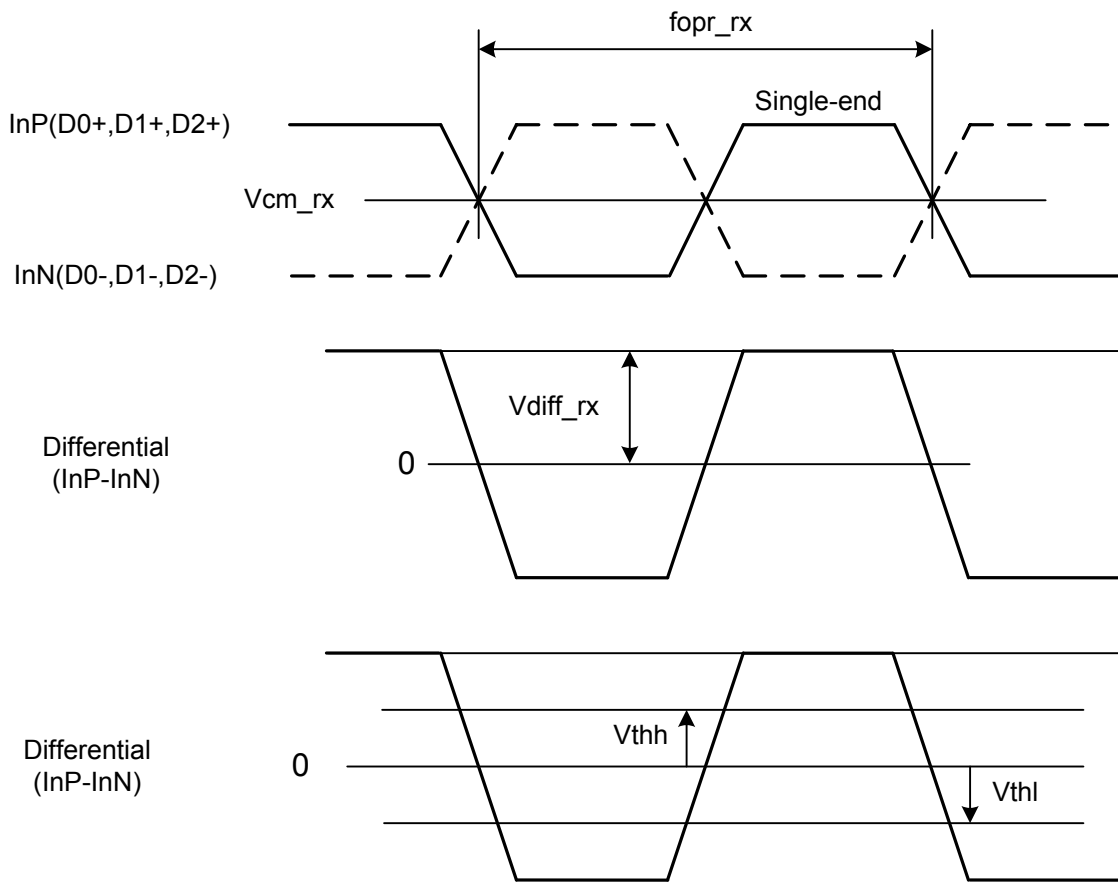 fopr_rx
InP(D0+,D1+,D2+)
Single-end
Vcm_rx
InN(D0-,D1-,D2-)
Vdiff_rx
Differential
(InP-InN)
0
Vthh
Differential
(InP-InN)
0
Vthl